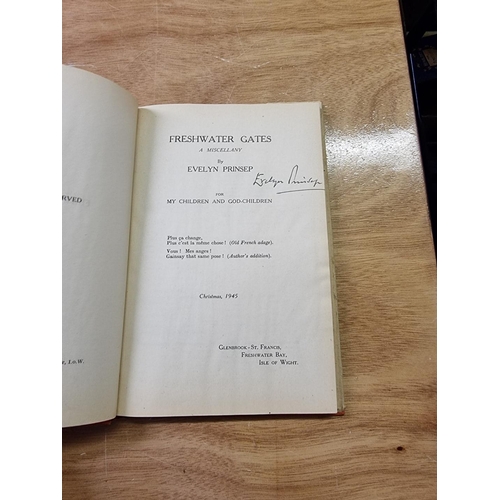 RVED
, I.o.W.
FRESHWATER GATES
A MISCELLANY
By
EVELYN PRINSEP
Evelyn Prinsep
FOR
MY CHILDREN AND GOD-CHILDREN
Plus ça change,
Plus c'est la même chose! (Old French adage).
Vous! Mes anges!
Gainsay that same pose! (Author's addition).
Christmas, 1945
GLENBROOK-ST. FRANCIS,
FRESHWATER BAY,
ISLE OF WIGHT.